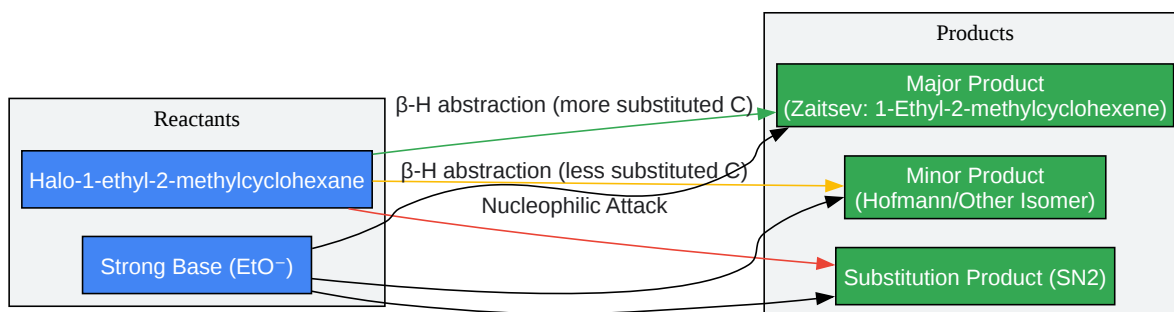 Reactants
Halo-1-ethyl-2-methylcyclohexane
Strong Base (EtO⁻)
β-H abstraction (more substituted C)
β-H abstraction (less substituted C)
Nucleophilic Attack
Products
Major Product
(Zaitsev: 1-Ethyl-2-methylcyclohexene)
Minor Product
(Hofmann/Other Isomer)
Substitution Product (SN2)